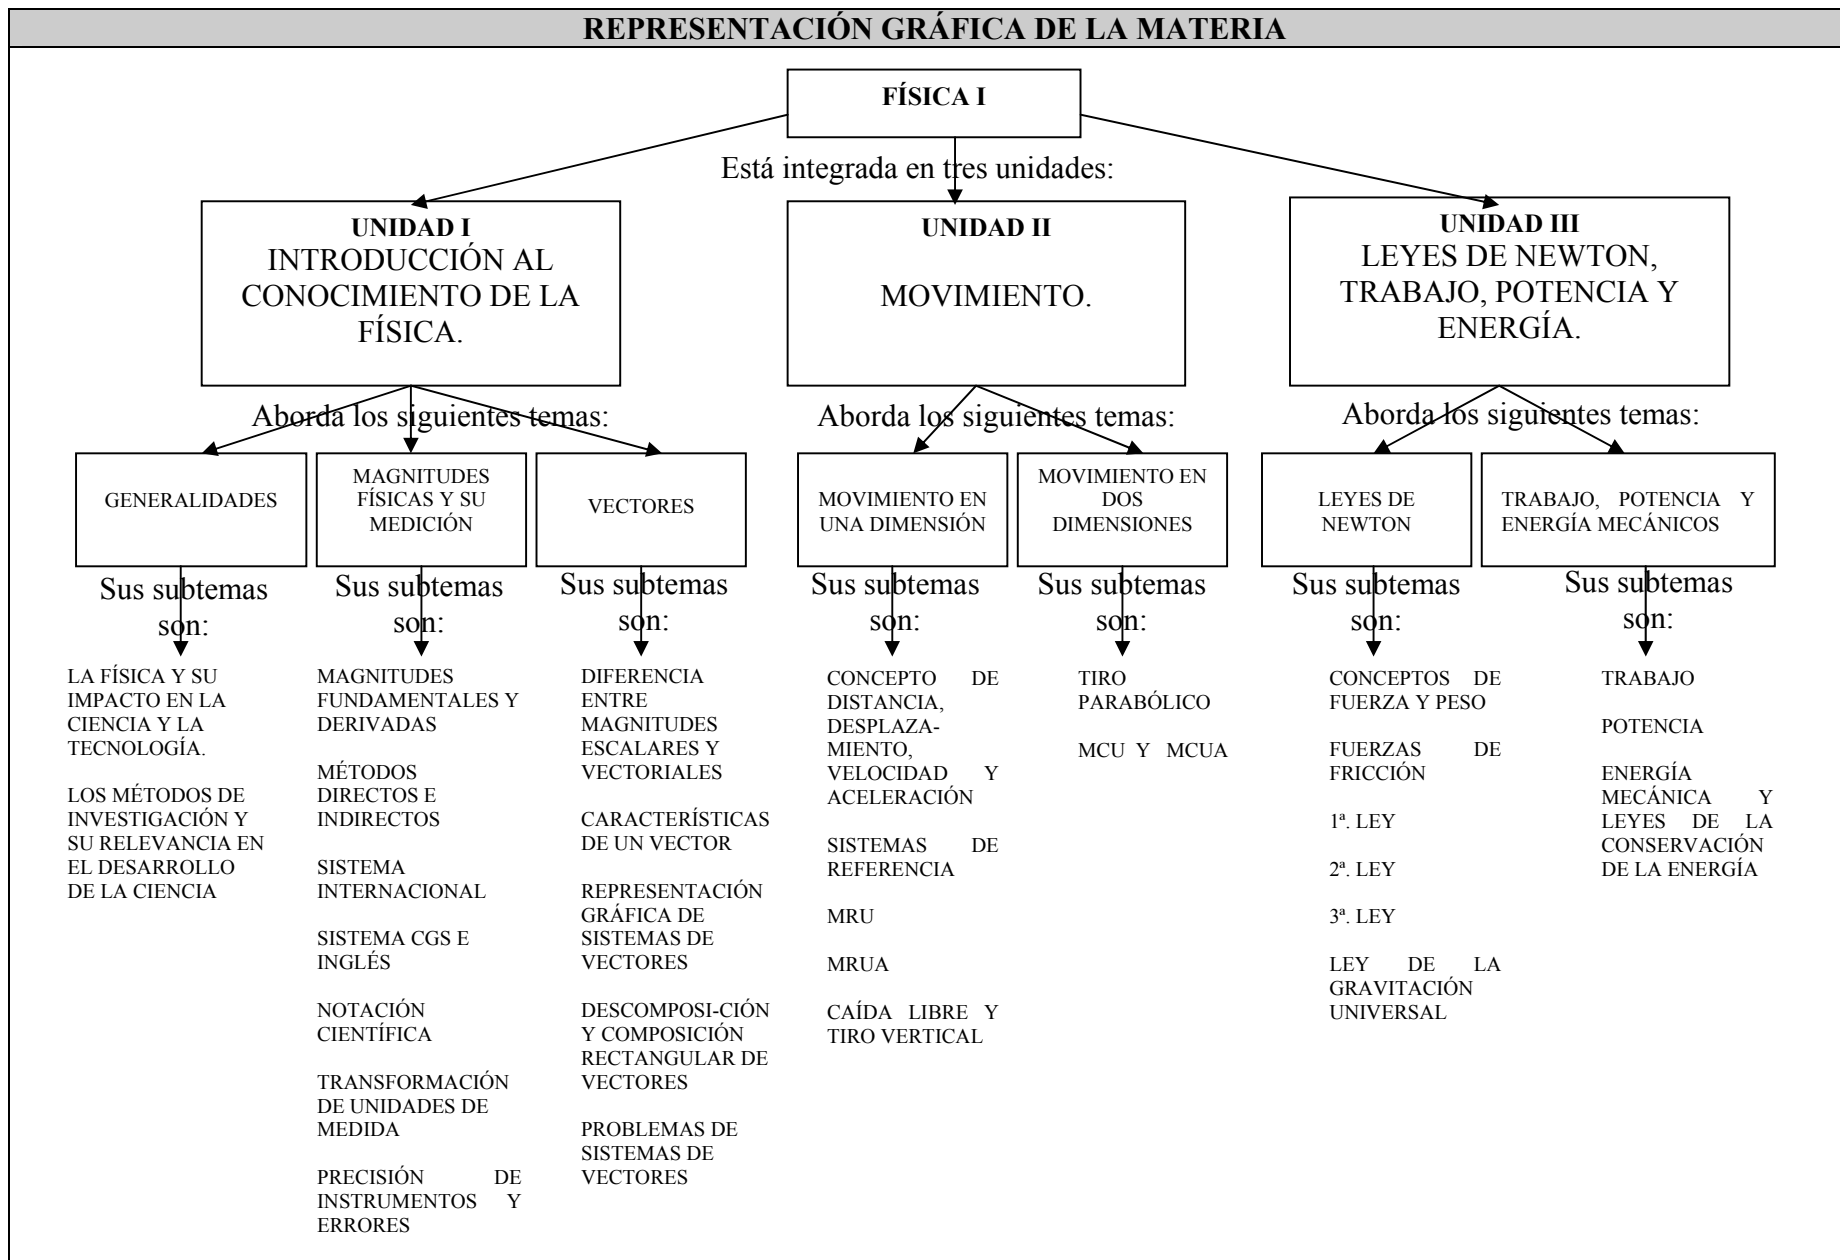 REPRESENTACIÓN GRÁFICA DE LA MATERIA
FÍSICA I
Está integrada en tres unidades:
UNIDAD I
INTRODUCCIÓN AL
CONOCIMIENTO DE LA
FÍSICA.
UNIDAD II
MOVIMIENTO.
UNIDAD III
LEYES DE NEWTON,
TRABAJO, POTENCIA Y
ENERGÍA.
Aborda los siguientes temas:
Aborda los siguientes temas:
Aborda los siguientes temas:
GENERALIDADES
MAGNITUDES
FÍSICAS Y SU
MEDICIÓN
VECTORES
MOVIMIENTO EN
UNA DIMENSIÓN
MOVIMIENTO EN
DOS
DIMENSIONES
LEYES DE
NEWTON
TRABAJO, POTENCIA Y
ENERGÍA MECÁNICOS
Sus subtemas
son:
Sus subtemas
son:
Sus subtemas
son:
Sus subtemas
son:
Sus subtemas
son:
Sus subtemas
son:
Sus subtemas
son:
LA FÍSICA Y SU
IMPACTO EN LA
CIENCIA Y LA
TECNOLOGÍA.
LOS MÉTODOS DE
INVESTIGACIÓN Y
SU RELEVANCIA EN
EL DESARROLLO
DE LA CIENCIA
MAGNITUDES
FUNDAMENTALES Y
DERIVADAS
MÉTODOS
DIRECTOS E
INDIRECTOS
SISTEMA
INTERNACIONAL
SISTEMA CGS E
INGLÉS
NOTACIÓN
CIENTÍFICA
TRANSFORMACIÓN
DE UNIDADES DE
MEDIDA
PRECISIÓN DE
INSTRUMENTOS Y
ERRORES
DIFERENCIA
ENTRE
MAGNITUDES
ESCALARES Y
VECTORIALES
CARACTERÍSTICAS
DE UN VECTOR
REPRESENTACIÓN
GRÁFICA DE
SISTEMAS DE
VECTORES
DESCOMPOSI-CIÓN
Y COMPOSICIÓN
RECTANGULAR DE
VECTORES
PROBLEMAS DE
SISTEMAS DE
VECTORES
CONCEPTO DE
DISTANCIA,
DESPLAZA-
MIENTO,
VELOCIDAD Y
ACELERACIÓN
SISTEMAS DE
REFERENCIA
MRU
MRUA
CAÍDA LIBRE Y
TIRO VERTICAL
TIRO
PARABÓLICO
MCU Y MCUA
CONCEPTOS DE
FUERZA Y PESO
FUERZAS DE
FRICCIÓN
1ª. LEY
2ª. LEY
3ª. LEY
LEY DE LA
GRAVITACIÓN
UNIVERSAL
TRABAJO
POTENCIA
ENERGÍA
MECÁNICA Y
LEYES DE LA
CONSERVACIÓN
DE LA ENERGÍA